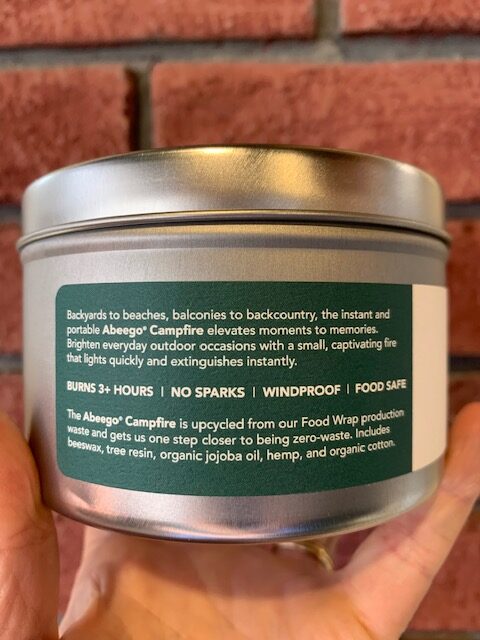 Backyards to beaches, balconies to backcountry, the instant and
portable Abeego® Campfire elevates moments to memories.
Brighten everyday outdoor occasions with a small, captivating fire
that lights quickly and extinguishes instantly.
BURNS 3+ HOURS | NO SPARKS | WINDPROOF | FOOD SAFE
The Abeego® Campfire is upcycled from our Food Wrap production
waste and gets us one step closer to being zero-waste. Includes
beeswax, tree resin, organic jojoba oil, hemp, and organic cotton.